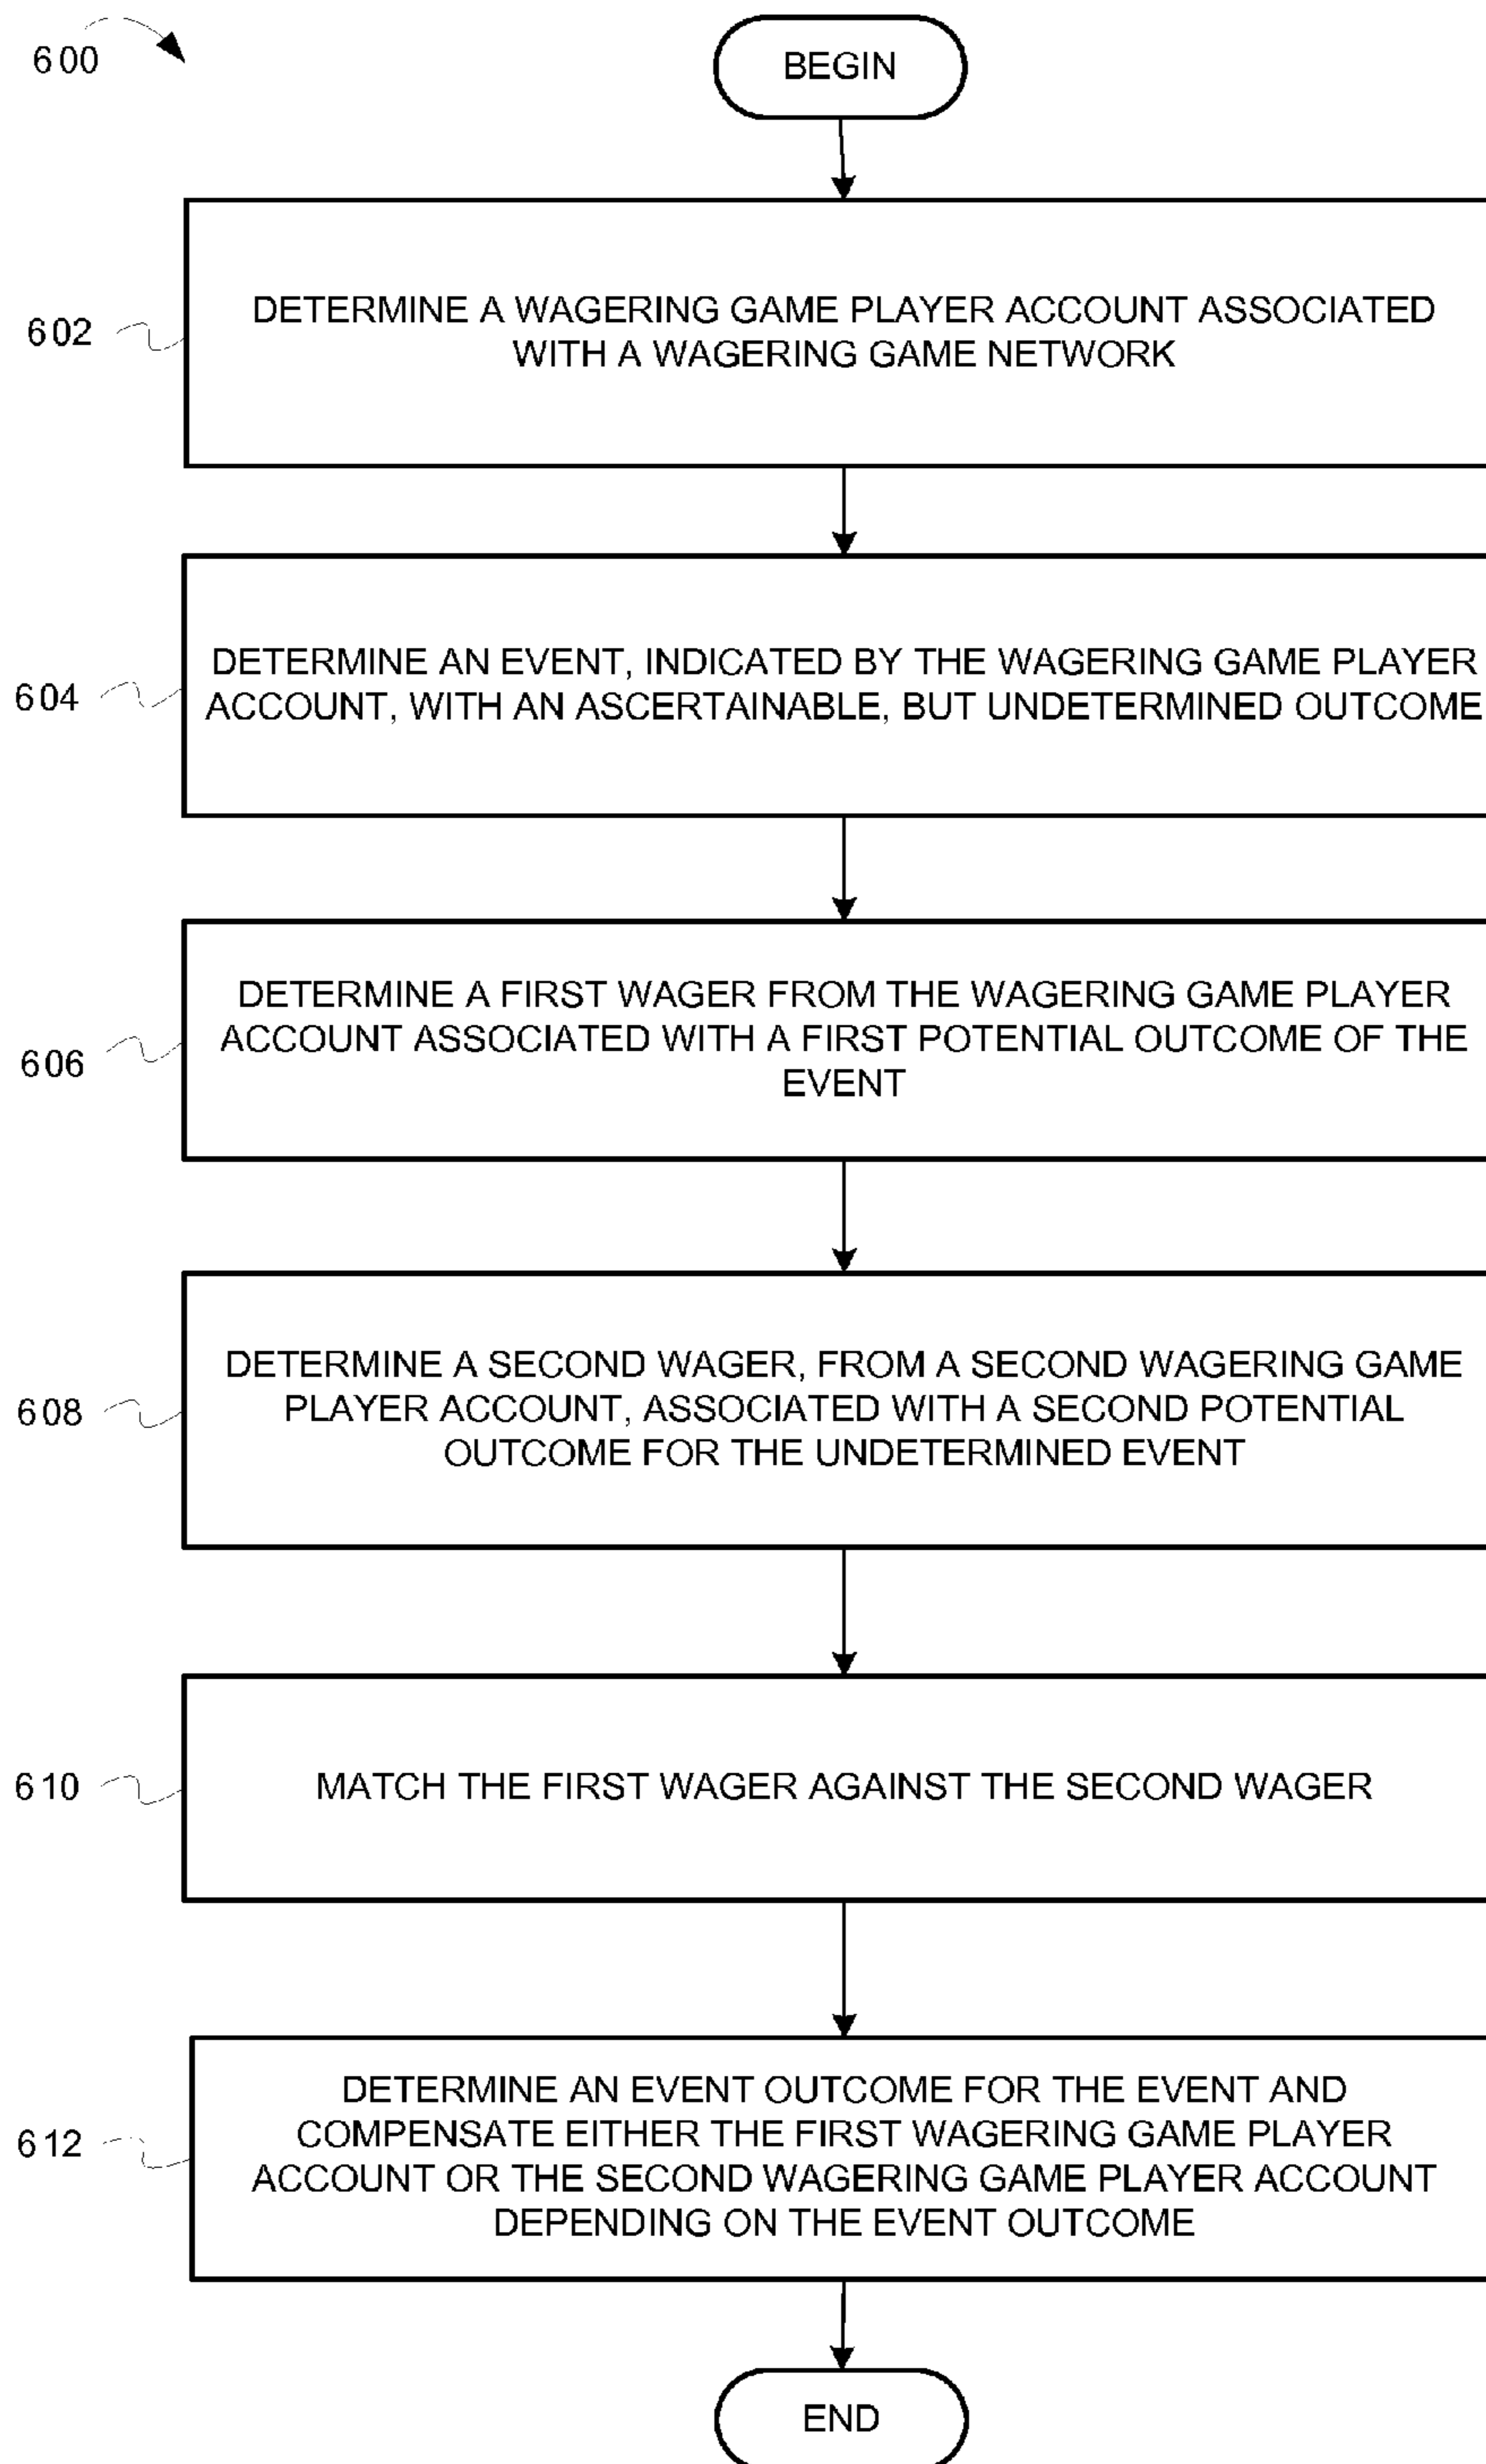 600
BEGIN
602
DETERMINE A WAGERING GAME PLAYER ACCOUNT ASSOCIATED
WITH A WAGERING GAME NETWORK
604
DETERMINE AN EVENT, INDICATED BY THE WAGERING GAME PLAYER
ACCOUNT, WITH AN ASCERTAINABLE, BUT UNDETERMINED OUTCOME
606
DETERMINE A FIRST WAGER FROM THE WAGERING GAME PLAYER
ACCOUNT ASSOCIATED WITH A FIRST POTENTIAL OUTCOME OF THE
EVENT
608
DETERMINE A SECOND WAGER, FROM A SECOND WAGERING GAME
PLAYER ACCOUNT, ASSOCIATED WITH A SECOND POTENTIAL
OUTCOME FOR THE UNDETERMINED EVENT
610
MATCH THE FIRST WAGER AGAINST THE SECOND WAGER
612
DETERMINE AN EVENT OUTCOME FOR THE EVENT AND
COMPENSATE EITHER THE FIRST WAGERING GAME PLAYER
ACCOUNT OR THE SECOND WAGERING GAME PLAYER ACCOUNT
DEPENDING ON THE EVENT OUTCOME
END